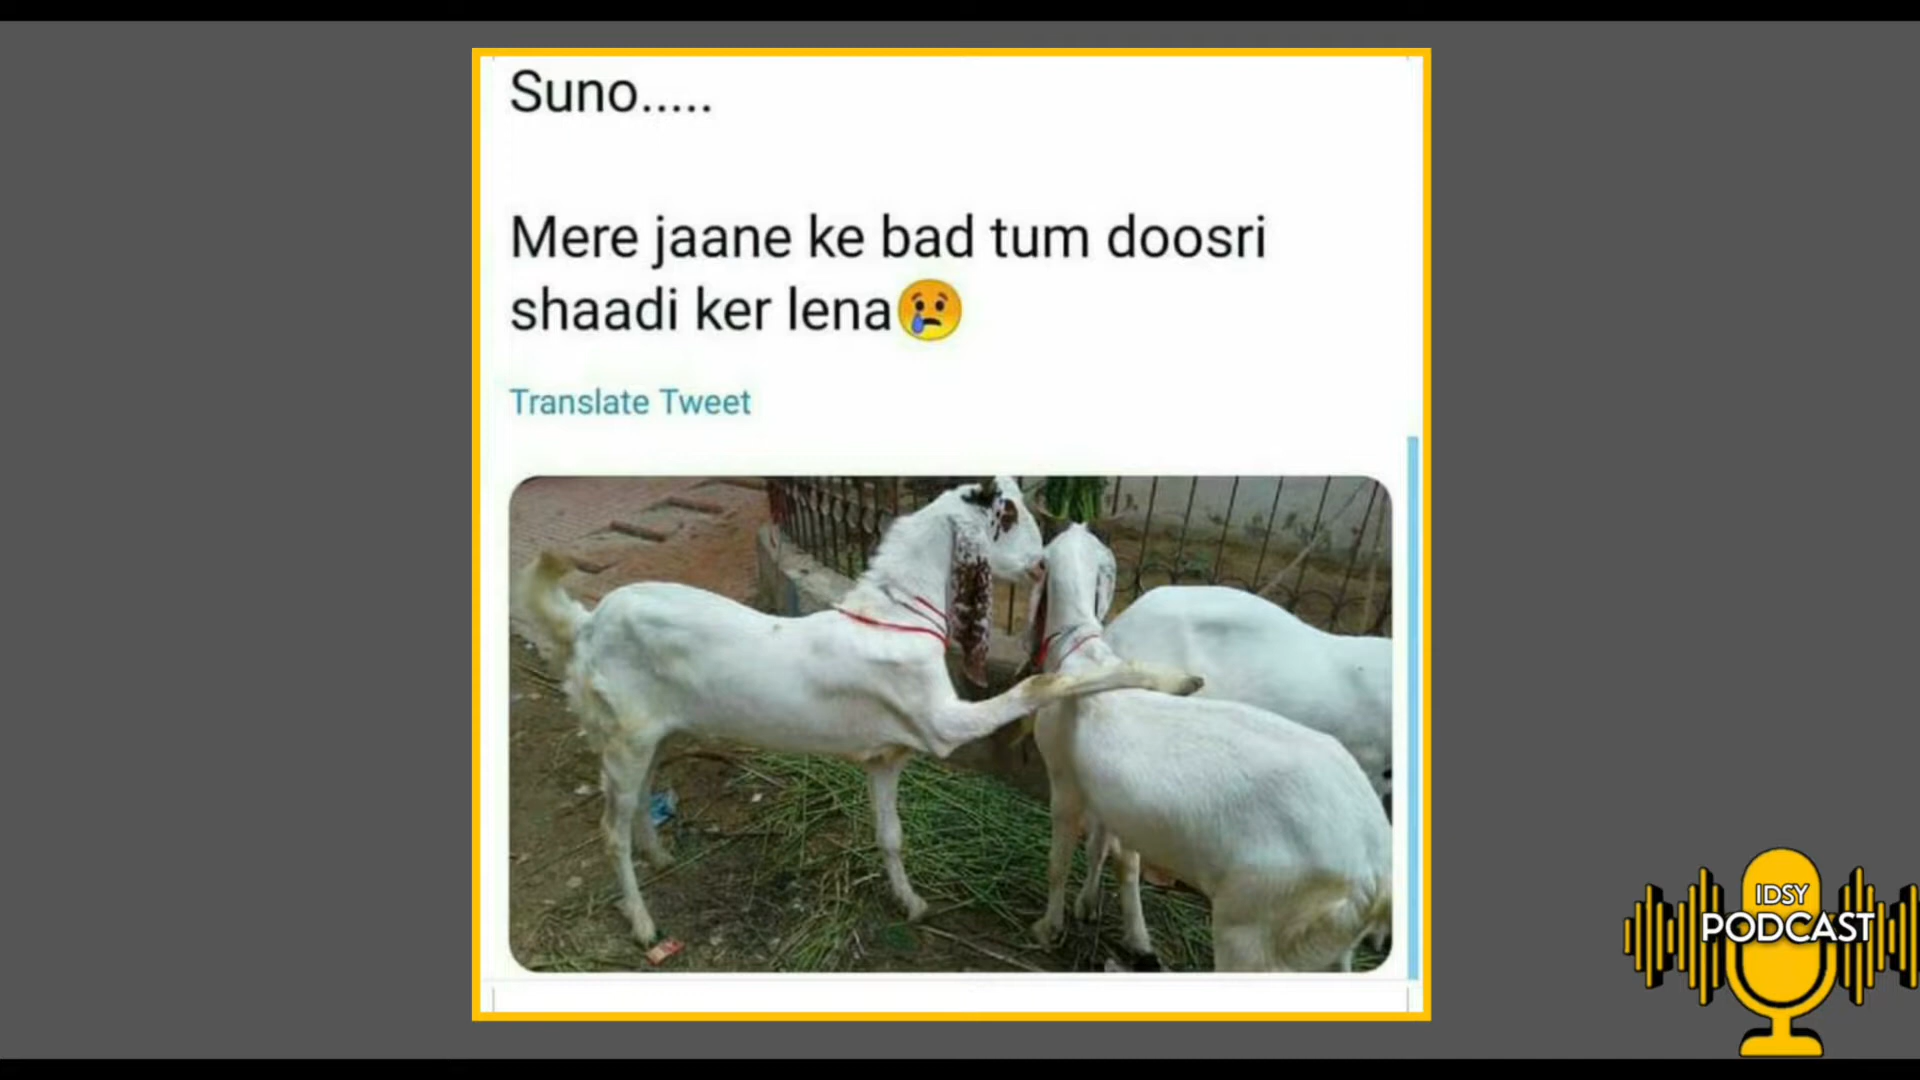 Suno.....
Mere jaane ke bad tum doosri
shaadi ker lena😢
Translate Tweet
IDSY
PODCAST